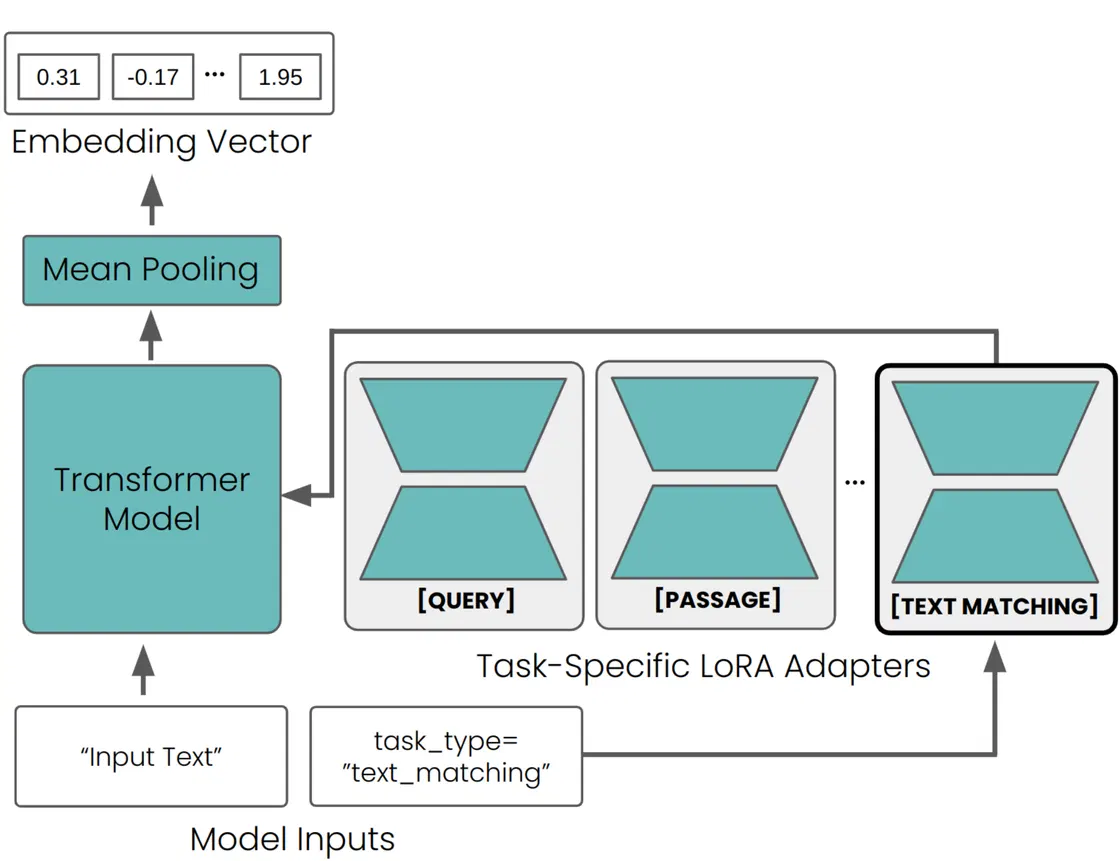 0.31 -0.17 ... 1.95
Embedding Vector
Mean Pooling
Transformer
Model
[QUERY]
[PASSAGE]
...
[TEXT MATCHING]
Task-Specific LoRA Adapters
“Input Text”
task_type=
”text_matching”
Model Inputs